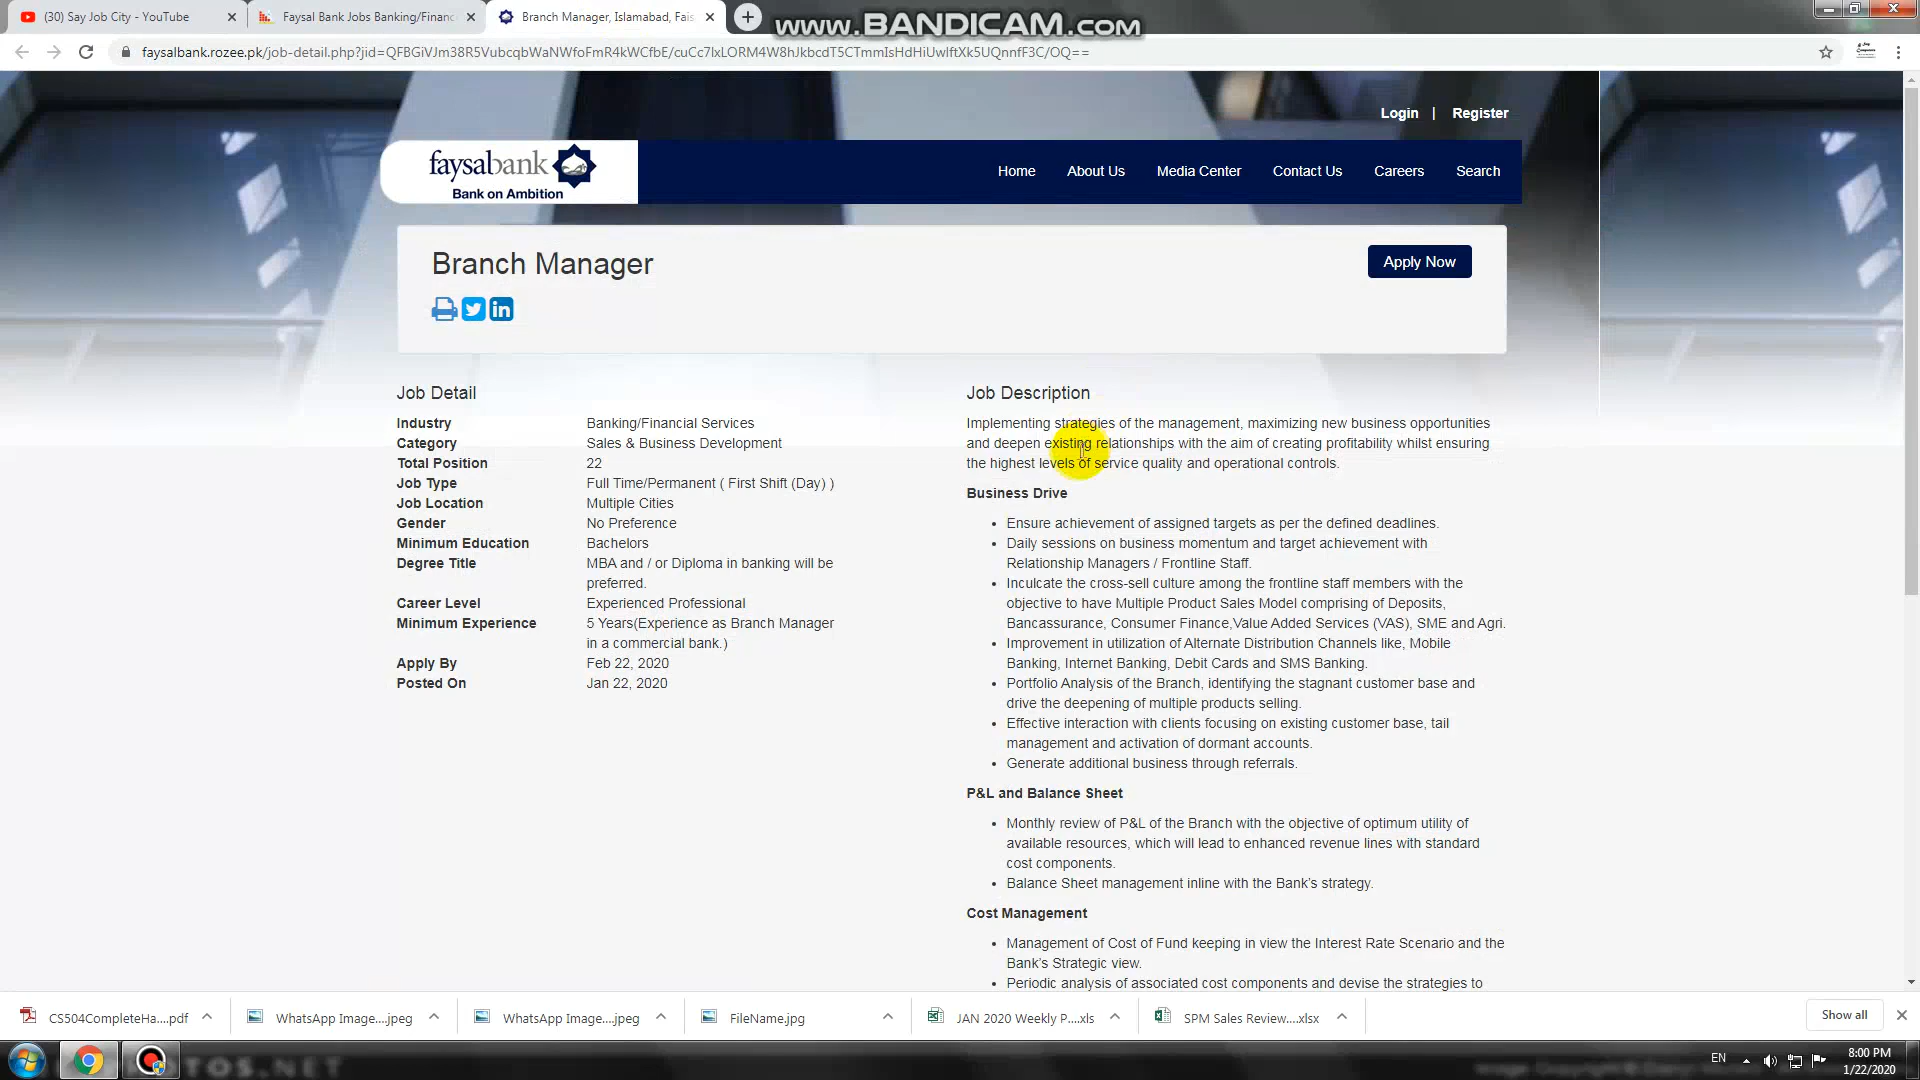 (30) Say Job City - YouTube
Faysal Bank Jobs Banking/Financ
Branch Manager, Islamabad, Fais
www.BANDICAM.com
faysalbank.rozee.pk/job-detail.php?jid=QFBGiVJm38R5VubcqbWaNWfoFmR4kWCfbE/cuCc7lxLORM4W8hJkbcdT5CTmmIsHdHiUwlftXk5UQnnfF3C/OQ==
Login | Register
faysalbank
Bank on Ambition
Home About Us Media Center Contact Us Careers Search
Branch Manager
Apply Now
Job Detail
Industry Banking/Financial Services
Category Sales & Business Development
Total Position 22
Job Type Full Time/Permanent ( First Shift (Day) )
Job Location Multiple Cities
Gender No Preference
Minimum Education Bachelors
Degree Title MBA and / or Diploma in banking will be
preferred.
Career Level Experienced Professional
Minimum Experience 5 Years(Experience as Branch Manager
in a commercial bank.)
Apply By Feb 22, 2020
Posted On Jan 22, 2020
Job Description
Implementing strategies of the management, maximizing new business opportunities
and deepen existing relationships with the aim of creating profitability whilst ensuring
the highest levels of service quality and operational controls.
Business Drive
• Ensure achievement of assigned targets as per the defined deadlines.
• Daily sessions on business momentum and target achievement with
Relationship Managers / Frontline Staff.
• Inculcate the cross-sell culture among the frontline staff members with the
objective to have Multiple Product Sales Model comprising of Deposits,
Bancassurance, Consumer Finance,Value Added Services (VAS), SME and Agri.
• Improvement in utilization of Alternate Distribution Channels like, Mobile
Banking, Internet Banking, Debit Cards and SMS Banking.
• Portfolio Analysis of the Branch, identifying the stagnant customer base and
drive the deepening of multiple products selling.
• Effective interaction with clients focusing on existing customer base, tail
management and activation of dormant accounts.
• Generate additional business through referrals.
P&L and Balance Sheet
• Monthly review of P&L of the Branch with the objective of optimum utility of
available resources, which will lead to enhanced revenue lines with standard
cost components.
• Balance Sheet management inline with the Bank's strategy.
Cost Management
• Management of Cost of Fund keeping in view the Interest Rate Scenario and the
Bank's Strategic view.
• Periodic analysis of associated cost components and devise the strategies to
CS504CompleteHa....pdf
WhatsApp Image....jpeg
WhatsApp Image....jpeg
FileName.jpg
JAN 2020 Weekly P....xls
SPM Sales Review....xlsx
Show all
EN
8:00 PM
1/22/2020